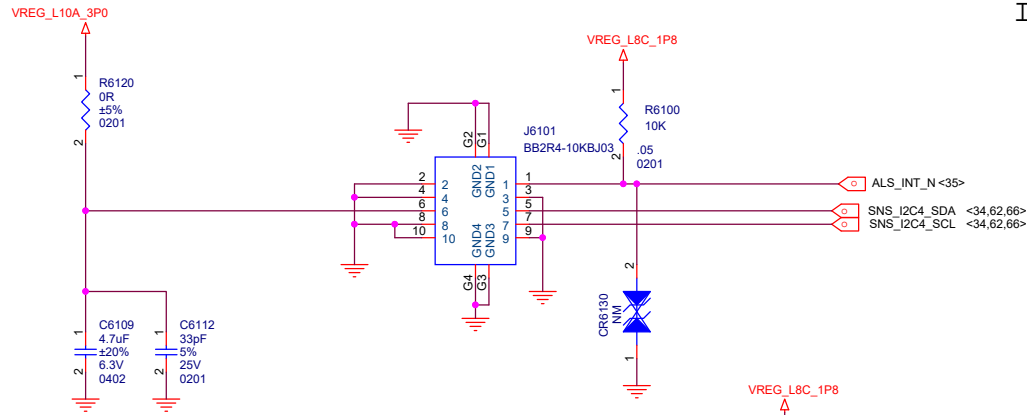 VREG_L10A_3P0
I
VREG_L8C_1P8
1
R6120
0R
±5%
0201
2
1
R6100
10K
.05
0201
2
J6101
BB2R4-10KBJ03
G2
G1
GND2
GND1
2
4
6
8
10
2
4
6
8
10
1
3
5
7
9
1
3
5
7
9
GND4
GND3
G4
G3
ALS_INT_N <35>
SNS_I2C4_SDA <34,62,66>
SNS_I2C4_SCL <34,62,66>
2
CR6130
NM
1
1
C6109
4.7uF
±20%
6.3V
0402
2
1
C6112
33pF
5%
25V
0201
2
VREG_L8C_1P8